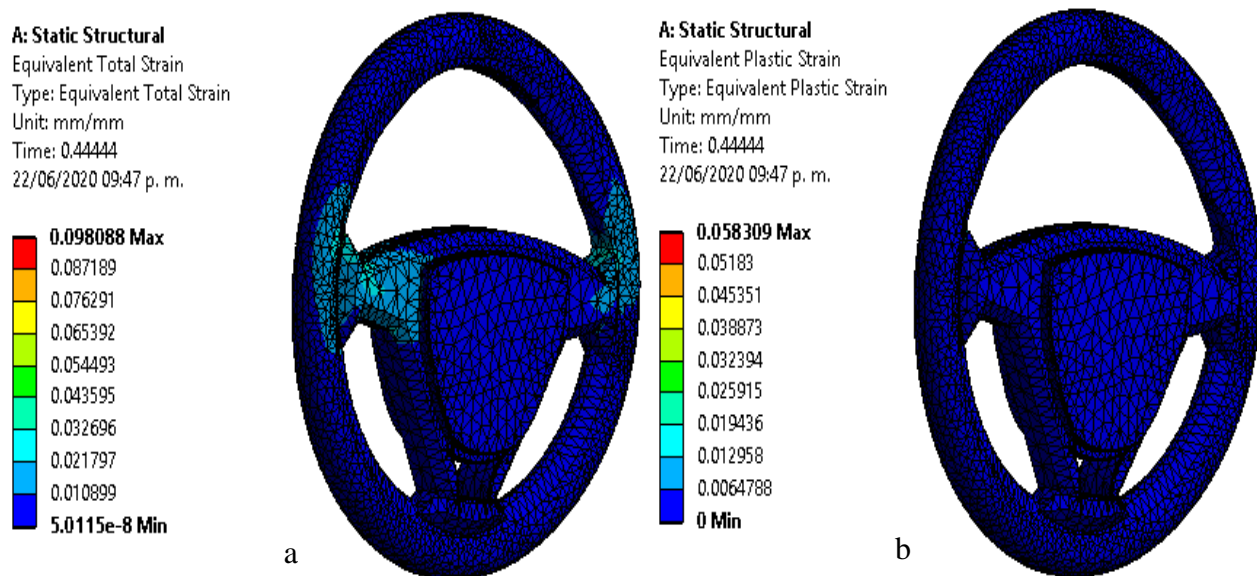 A: Static Structural
Equivalent Total Strain
Type: Equivalent Total Strain
Unit: mm/mm
Time: 0.44444
22/06/2020 09:47 p. m.
0.098088 Max
0.087189
0.076291
0.065392
0.054493
0.043595
0.032696
0.021797
0.010899
5.0115e-8 Min
a
A: Static Structural
Equivalent Plastic Strain
Type: Equivalent Plastic Strain
Unit: mm/mm
Time: 0.44444
22/06/2020 09:47 p. m.
0.058309 Max
0.05183
0.045351
0.038873
0.032394
0.025915
0.019436
0.012958
0.0064788
0 Min
b